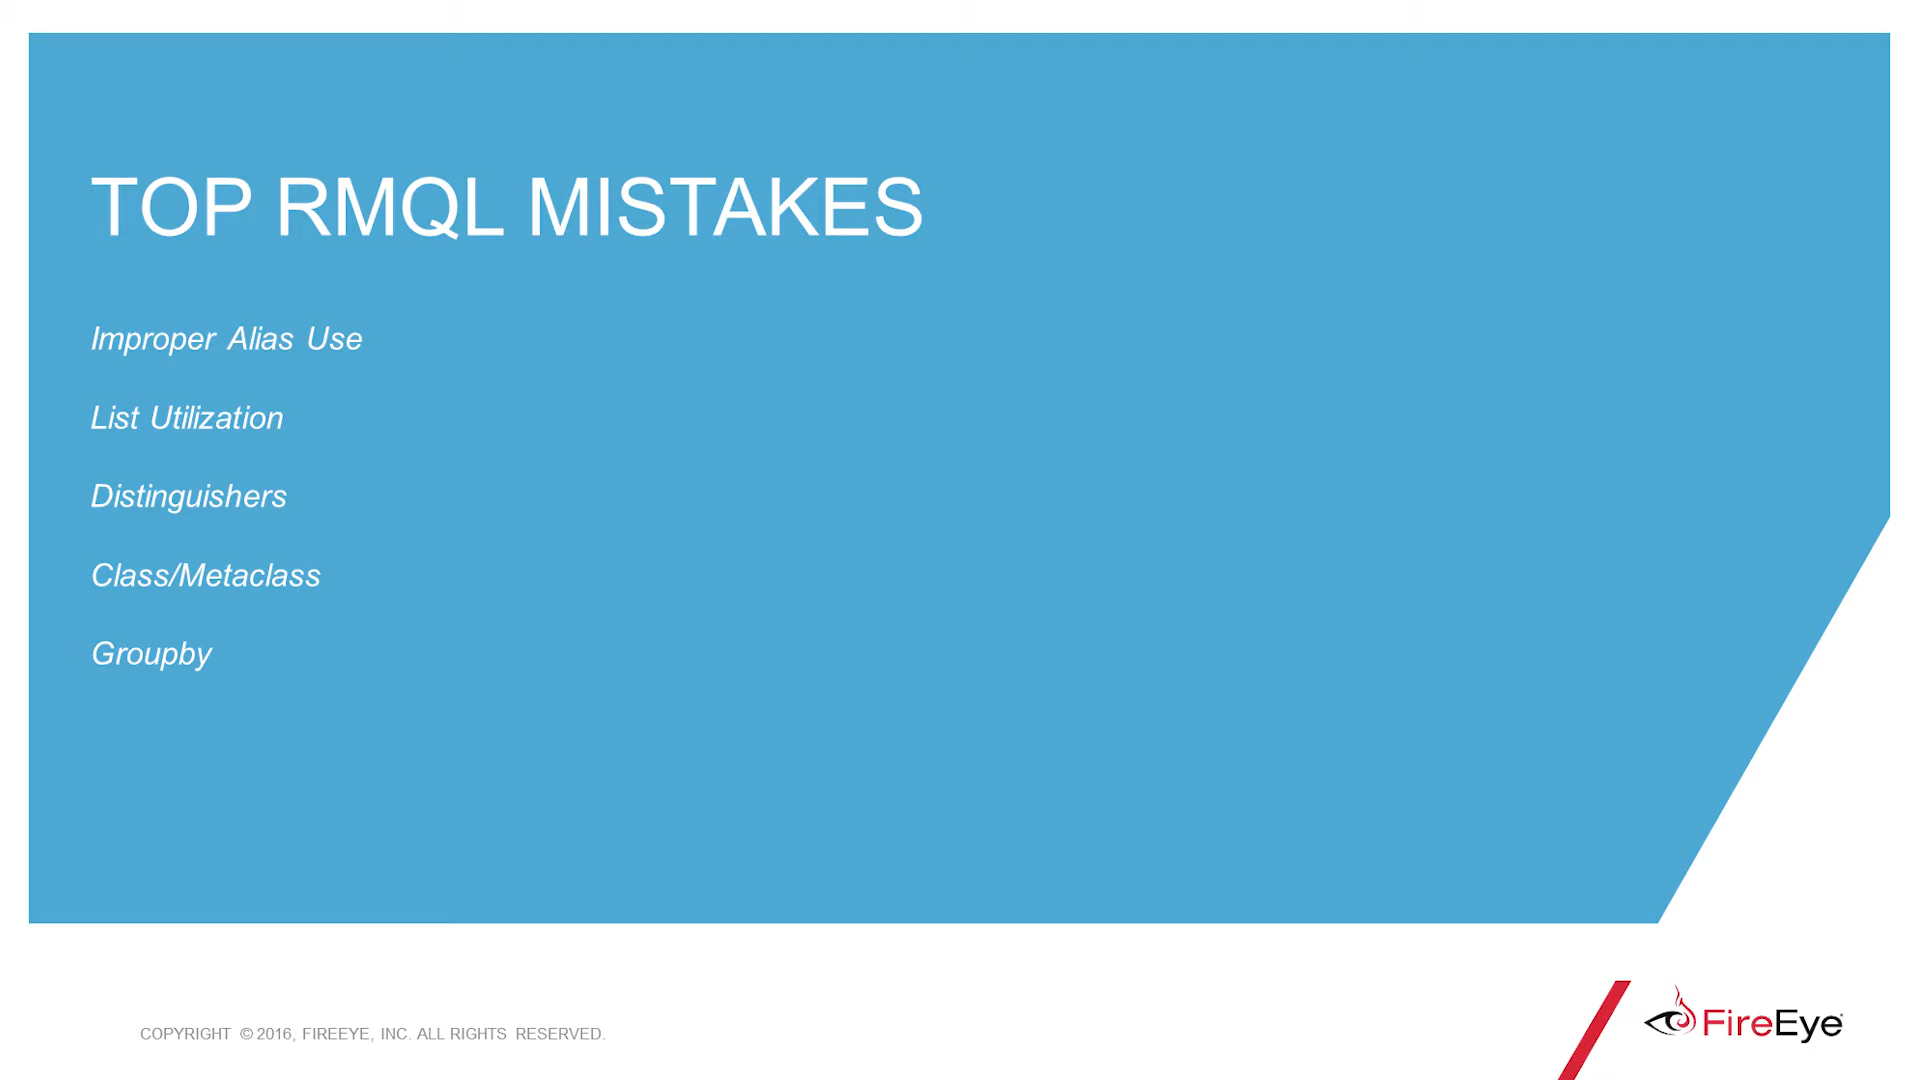 TOP RMQL MISTAKES
Improper Alias Use
List Utilization
Distinguishers
Class/Metaclass
Groupby
COPYRIGHT © 2016, FIREEYE, INC. ALL RIGHTS RESERVED.
FireEye